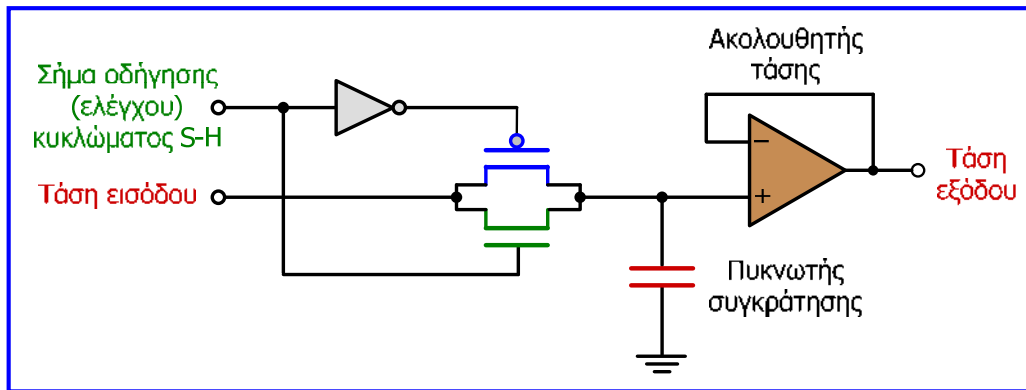 Σήμα οδήγησης
(ελέγχου)
κυκλώματος S-H
Τάση εισόδου
Ακολουθητής
τάσης
−
+
Τάση
εξόδου
Πυκνωτής
συγκράτησης